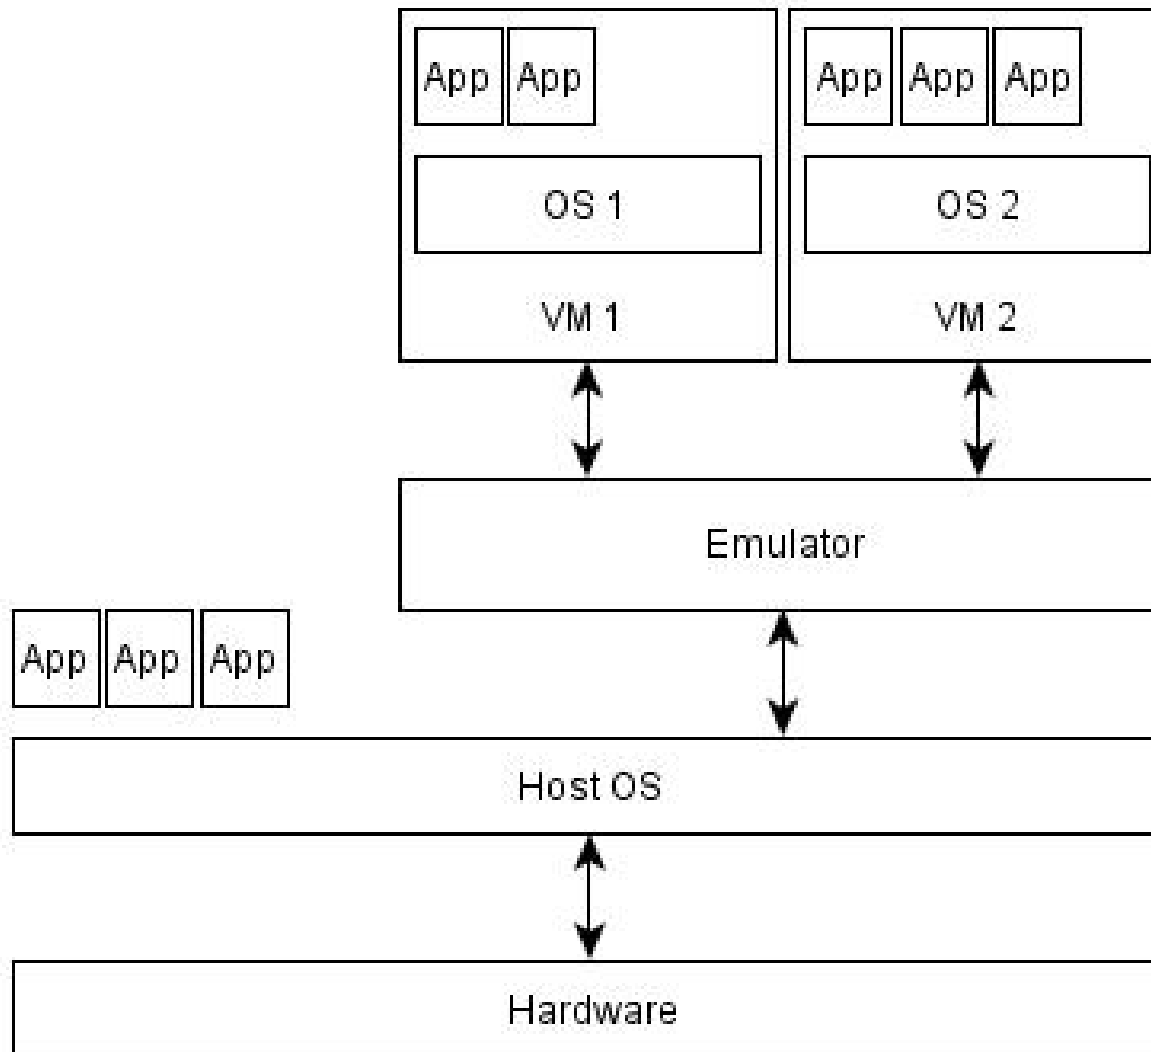 App App App App App
OS 1 OS 2
VM 1 VM 2
Emulator
App App App
Host OS
Hardware